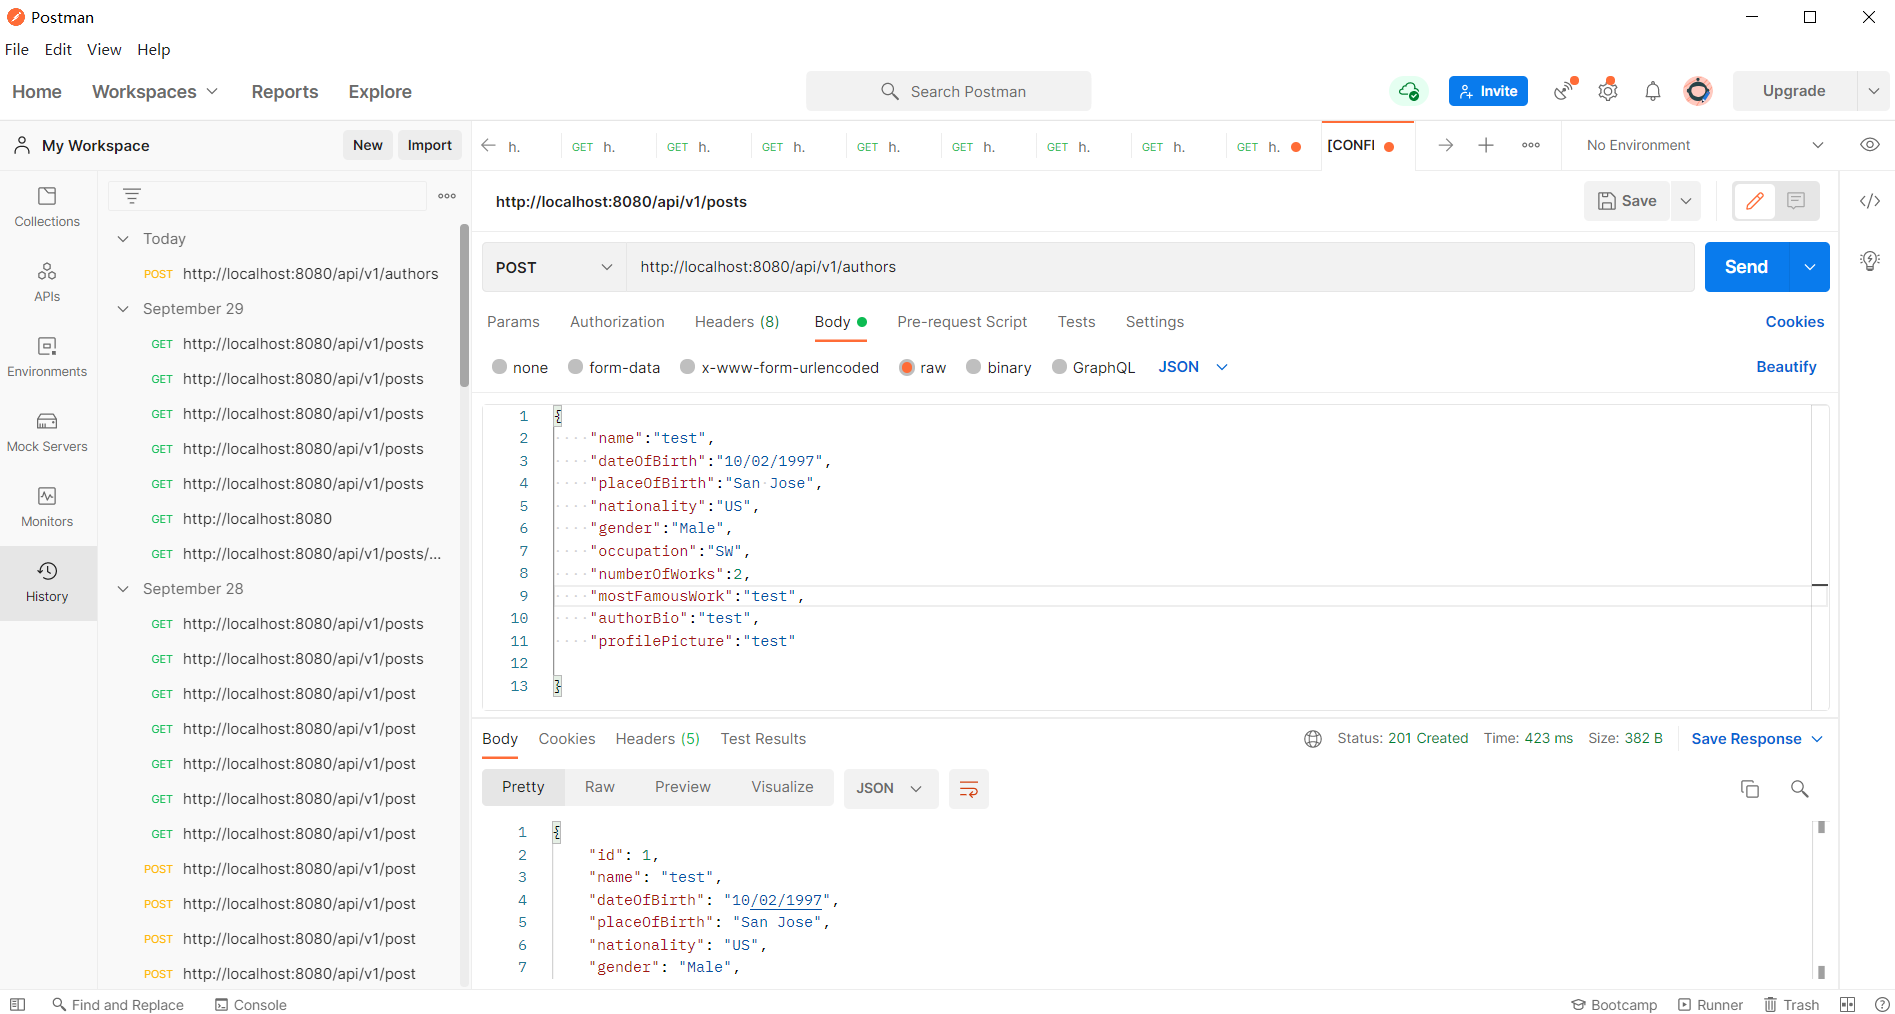 Postman
File Edit View Help
Home Workspaces Reports Explore
Search Postman
Invite
Upgrade
My Workspace
New
Import
h.
GET h.
GET h.
GET h.
GET h.
GET h.
GET h.
GET h.
GET h.
[CONFI
No Environment
Collections
APIs
Environments
Mock Servers
Monitors
History
Today
POST http://localhost:8080/api/v1/authors
September 29
GET http://localhost:8080/api/v1/posts
GET http://localhost:8080/api/v1/posts
GET http://localhost:8080/api/v1/posts
GET http://localhost:8080/api/v1/posts
GET http://localhost:8080/api/v1/posts
GET http://localhost:8080
GET http://localhost:8080/api/v1/posts/...
September 28
GET http://localhost:8080/api/v1/posts
GET http://localhost:8080/api/v1/posts
GET http://localhost:8080/api/v1/post
GET http://localhost:8080/api/v1/post
GET http://localhost:8080/api/v1/post
GET http://localhost:8080/api/v1/post
GET http://localhost:8080/api/v1/post
POST http://localhost:8080/api/v1/post
POST http://localhost:8080/api/v1/post
POST http://localhost:8080/api/v1/post
POST http://localhost:8080/api/v1/post
http://localhost:8080/api/v1/posts
Save
POST http://localhost:8080/api/v1/authors
Send
Params Authorization Headers (8) Body Pre-request Script Tests Settings
Cookies
none form-data x-www-form-urlencoded raw binary GraphQL JSON
Beautify
1 {
2 "name":"test",
3 "dateOfBirth":"10/02/1997",
4 "placeOfBirth":"San Jose",
5 "nationality":"US",
6 "gender":"Male",
7 "occupation":"SW",
8 "numberOfWorks":2,
9 "mostFamousWork":"test",
10 "authorBio":"test",
11 "profilePicture":"test"
12
13 }
Body Cookies Headers (5) Test Results
Status: 201 Created Time: 423 ms Size: 382 B
Save Response
Pretty Raw Preview Visualize JSON
1 {
2 "id": 1,
3 "name": "test",
4 "dateOfBirth": "10/02/1997",
5 "placeOfBirth": "San Jose",
6 "nationality": "US",
7 "gender": "Male",
Find and Replace Console
Bootcamp Runner Trash